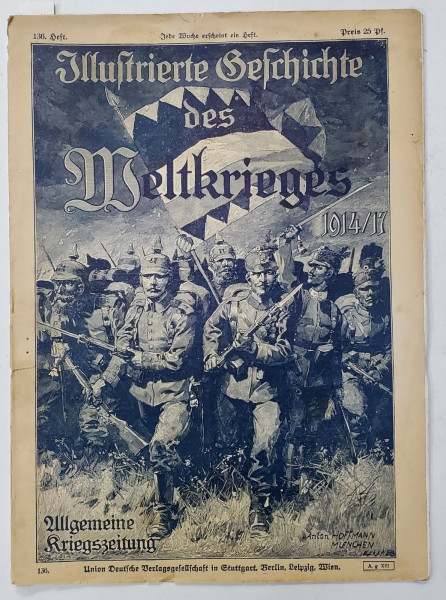 136. Heft.
Jede Woche erscheint ein Heft.
Preis 25 Pf.
Illustrierte Geschichte
des
Weltkrieges
1914/17
Allgemeine
Kriegszeitung
Anton HOFFMANN
MÜNCHEN
136.
Union Deutsche Verlagsgesellschaft in Stuttgart. Berlin, Leipzig, Wien.
A. g XII